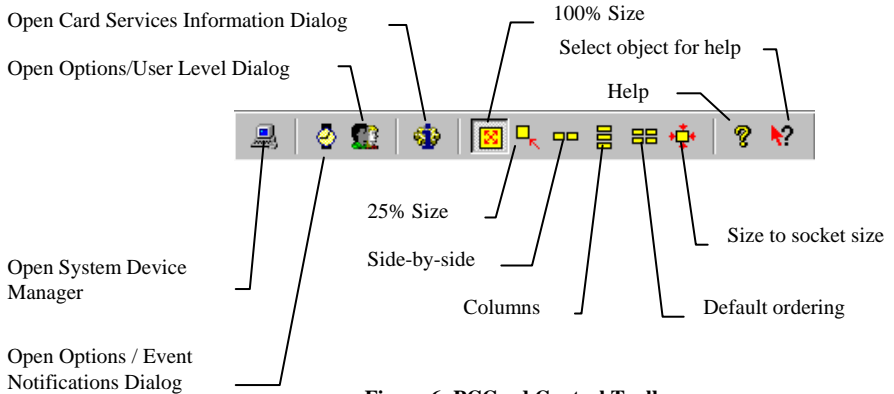 100% Size
Open Card Services Information Dialog
Select object for help
Open Options/User Level Dialog
Help
25% Size
Size to socket size
Side-by-side
Open System Device
Manager
Columns
Default ordering
Open Options / Event
Notifications Dialog